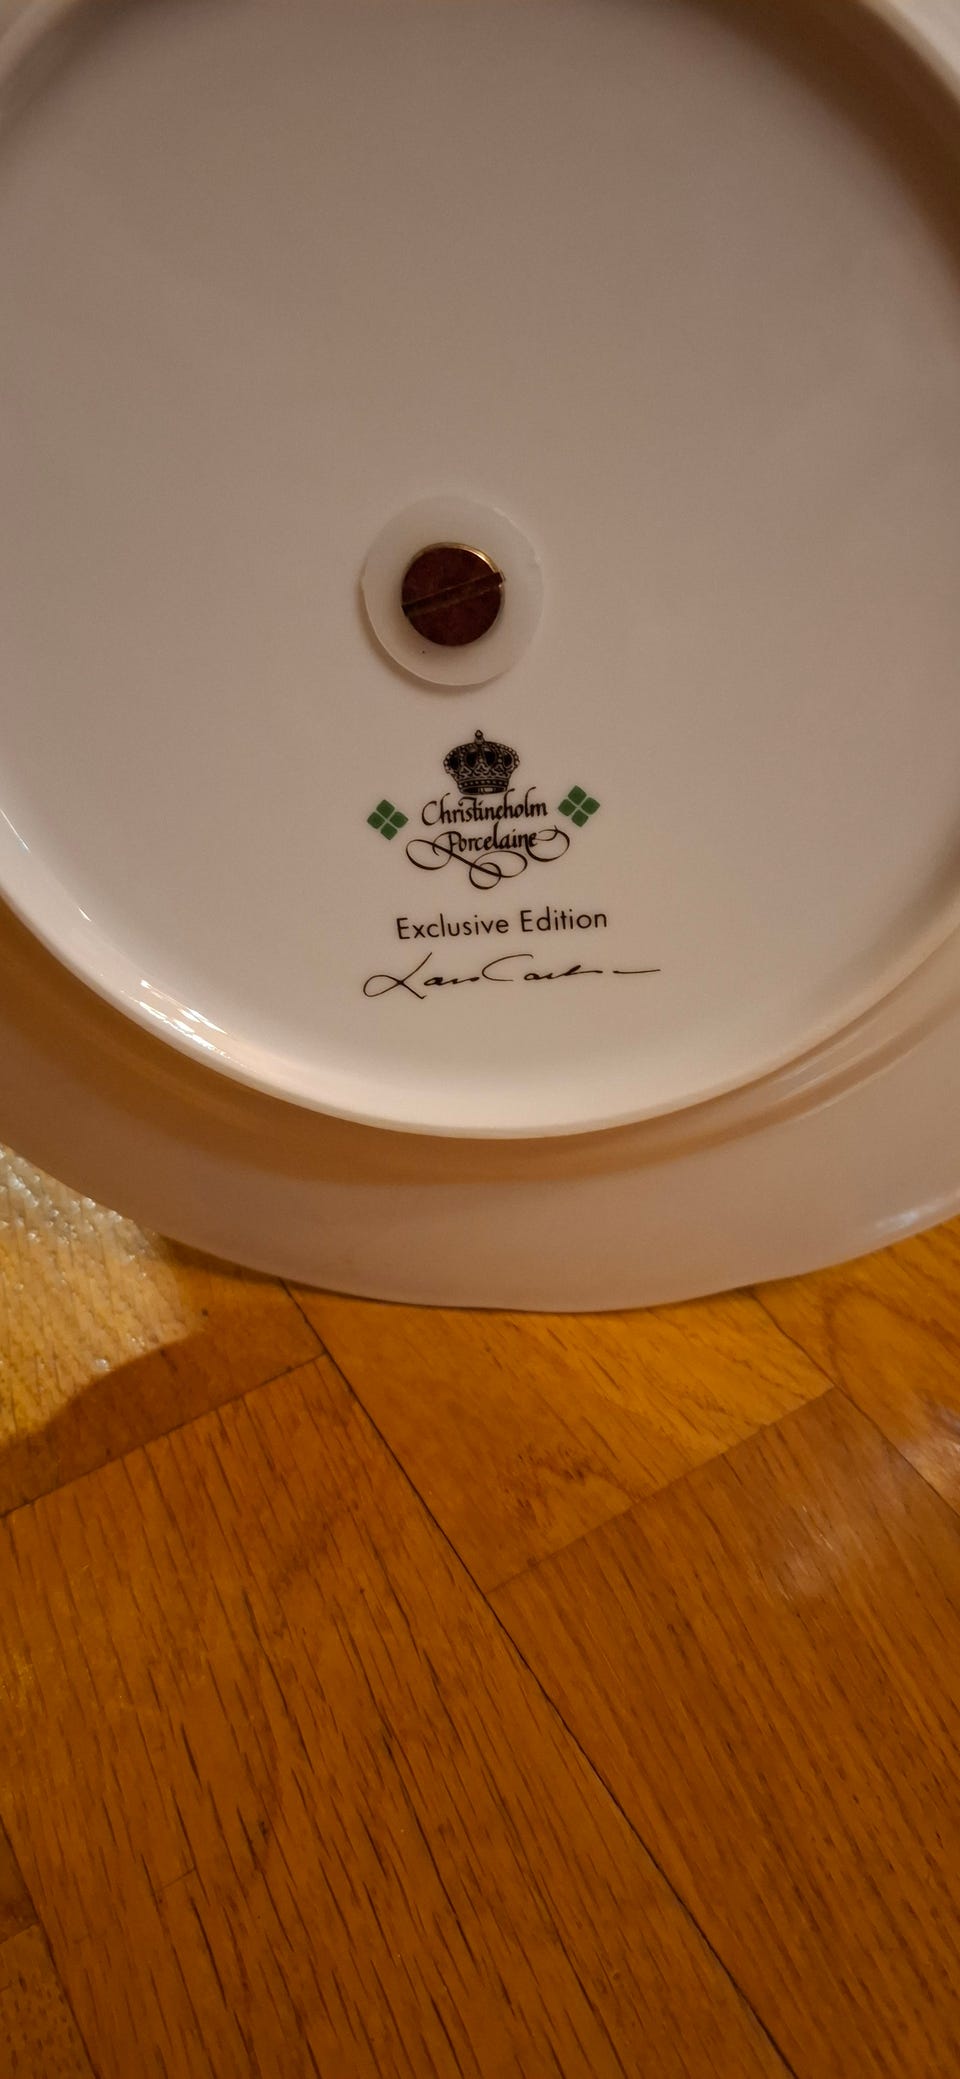 Christineholm
Porcelaine
Exclusive Edition